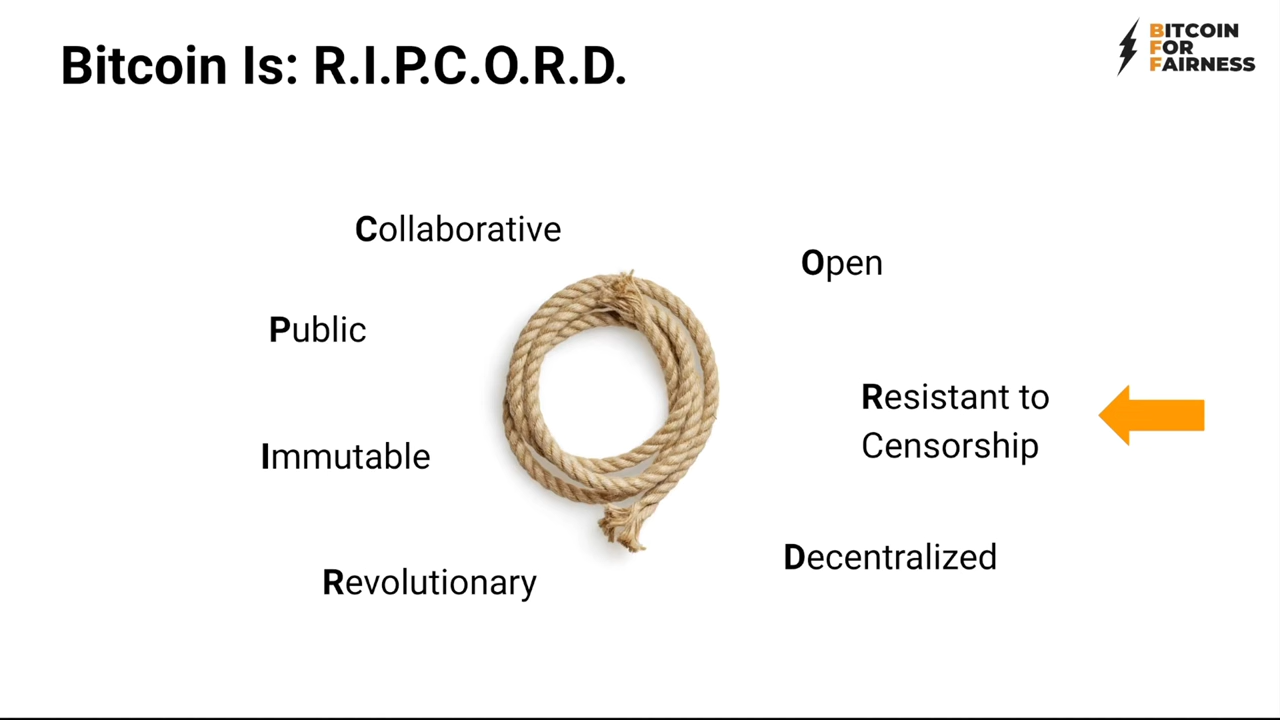 Bitcoin Is: R.I.P.C.O.R.D.
BITCOIN
FOR
FAIRNESS
Collaborative
Open
Public
Resistant to
Censorship
Immutable
Decentralized
Revolutionary